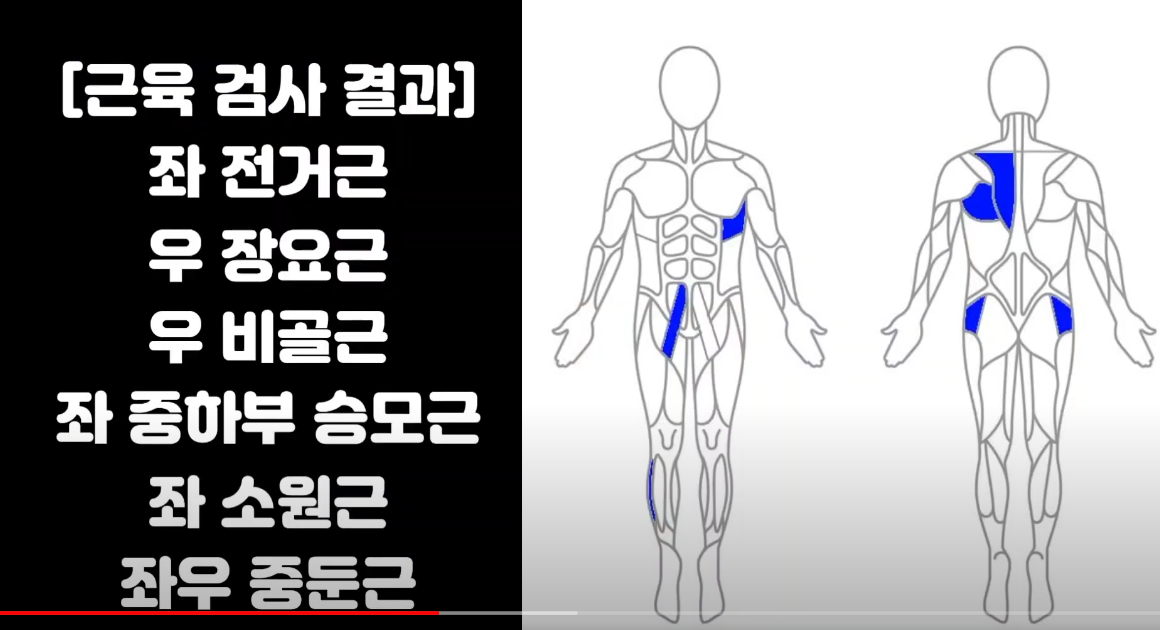 [근육 검사 결과]
좌 전거근
우 장요근
우 비골근
좌 중하부 승모근
좌 소원근
좌우 중둔근